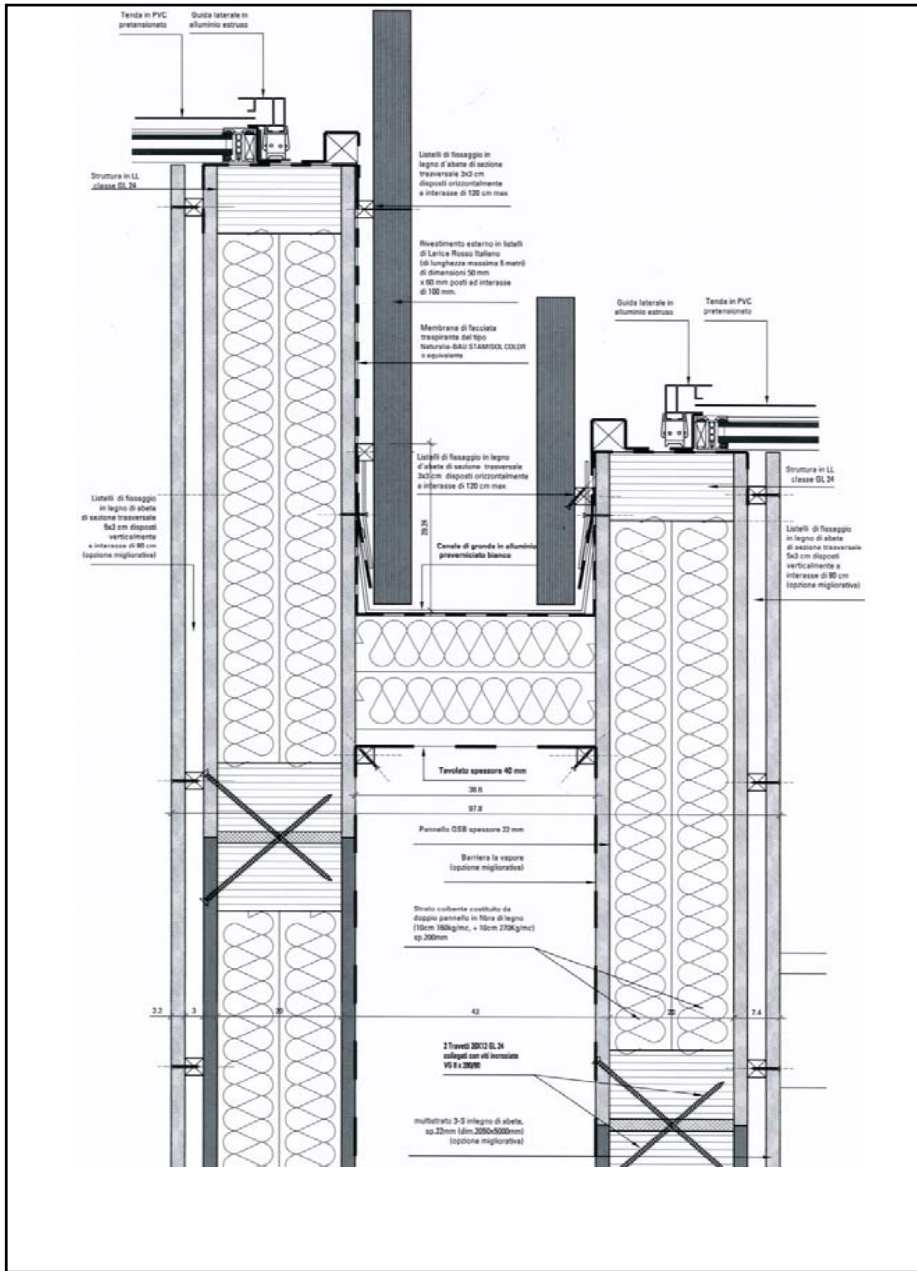 Tenda in PVC
pretensionato
Guida laterale in
alluminio estruso
Struttura in LL
classe GL 24
Listelli di fissaggio in
legno d'abete di sezione
trasversale 3x3 cm
disposti orizzontalmente
a interasse di 120 cm max
Rivestimento esterno in listelli
di Larice Rosso Italiano
(di lunghezza massima 5 metri)
di dimensioni 50 mm
x 60 mm posti ad interasse
di 100 mm.
Membrana di facciata
traspirante del tipo
Naturalia-BAU STAMISOL COLOR
o equivalente
Guida laterale in
alluminio estruso
Tenda in PVC
pretensionato
Listelli di fissaggio in legno
d'abete di sezione trasversale
3x3 cm disposti orizzontalmente
a interasse di 120 cm max
Struttura in LL
classe GL 24
Listelli di fissaggio
in legno di abete
di sezione trasversale
5x3 cm disposti
verticalmente
a interasse di 80 cm
(opzione migliorativa)
Listelli di fissaggio
in legno di abete
di sezione trasversale
5x3 cm disposti
verticalmente a
interasse di 80 cm
(opzione migliorativa)
Canale di gronda in alluminio
preverniciato bianco
Tavolato spessore 40 mm
97.8
Pannello OSB spessore 22 mm
Barriera la vapore
(opzione migliorativa)
Strato coibente costituito da
doppio pannello in fibra di legno
(10cm 160kg/mc, + 10cm 270Kg/mc)
sp.200mm
2.2
3
20
42
20
7.4
2 Travetti 20X12 GL 24
collegati con viti incrociate
multistrato 3-S inlegno di abete,
sp.22mm (dim.2050x5000mm)
(opzione migliorativa)